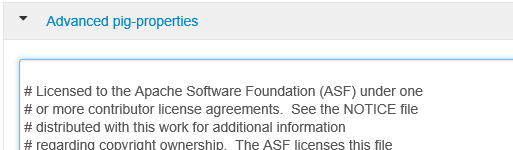 Advanced pig-properties
# Licensed to the Apache Software Foundation (ASF) under one
# or more contributor license agreements.  See the NOTICE file
# distributed with this work for additional information
# regarding copyright ownership.  The ASF licenses this file